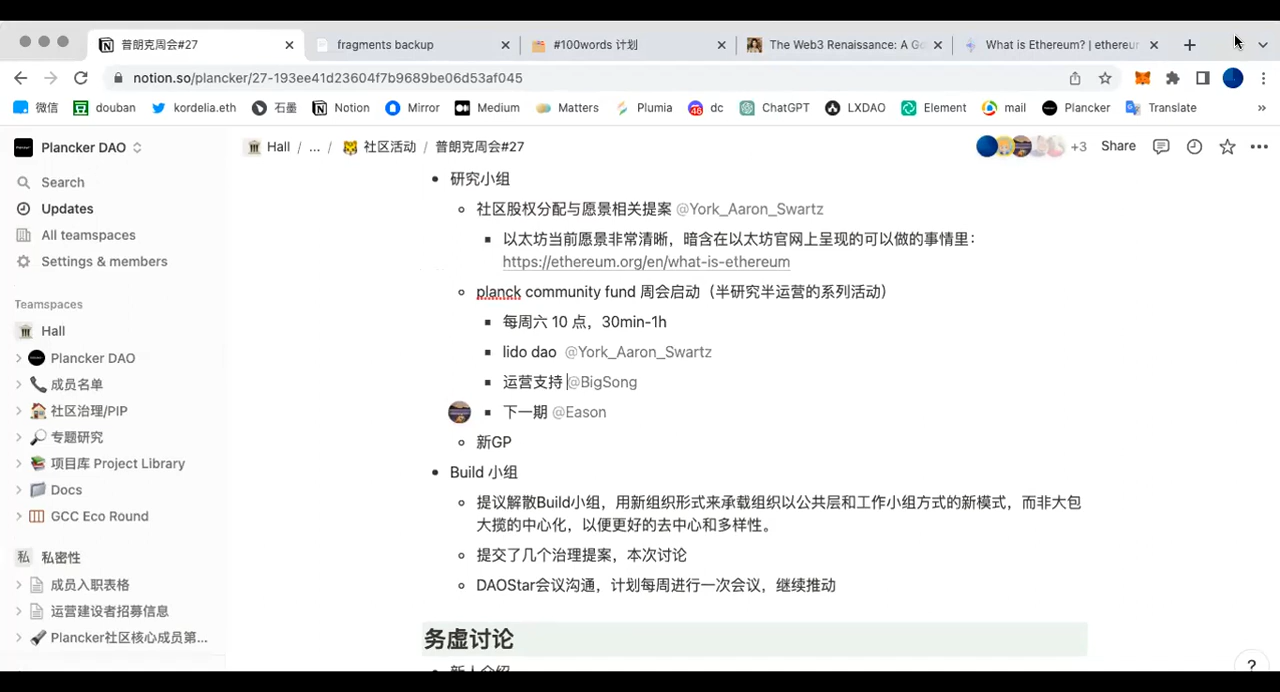 普朗克周会#27
fragments backup
#100words 计划
The Web3 Renaissance: A Go
What is Ethereum? | ethereur
notion.so/plancker/27-193ee41d23604f7b9689be06d53af045
微信
douban
kordelia.eth
石墨
Notion
Mirror
Medium
Matters
Plumia
dc
ChatGPT
LXDAO
Element
mail
Plancker
Translate
»
Plancker DAO
Hall / ... / 社区活动 / 普朗克周会#27
+3
Share
Search
Updates
All teamspaces
Settings & members
Teamspaces
Hall
Plancker DAO
成员名单
社区治理/PIP
专题研究
项目库 Project Library
Docs
GCC Eco Round
私 私密性
成员入职表格
运营建设者招募信息
Plancker社区核心成员第...
研究小组
社区股权分配与愿景相关提案 @York_Aaron_Swartz
以太坊当前愿景非常清晰，暗含在以太坊官网上呈现的可以做的事情里：
https://ethereum.org/en/what-is-ethereum
planck community fund 周会启动（半研究半运营的系列活动）
每周六 10 点，30min-1h
lido dao @York_Aaron_Swartz
运营支持 @BigSong
下一期 @Eason
新GP
Build 小组
提议解散Build小组，用新组织形式来承载组织以公共层和工作小组方式的新模式，而非大包
大揽的中心化，以便更好的去中心和多样性。
提交了几个治理提案，本次讨论
DAOStar会议沟通，计划每周进行一次会议，继续推动
务虚讨论
新人介绍
?